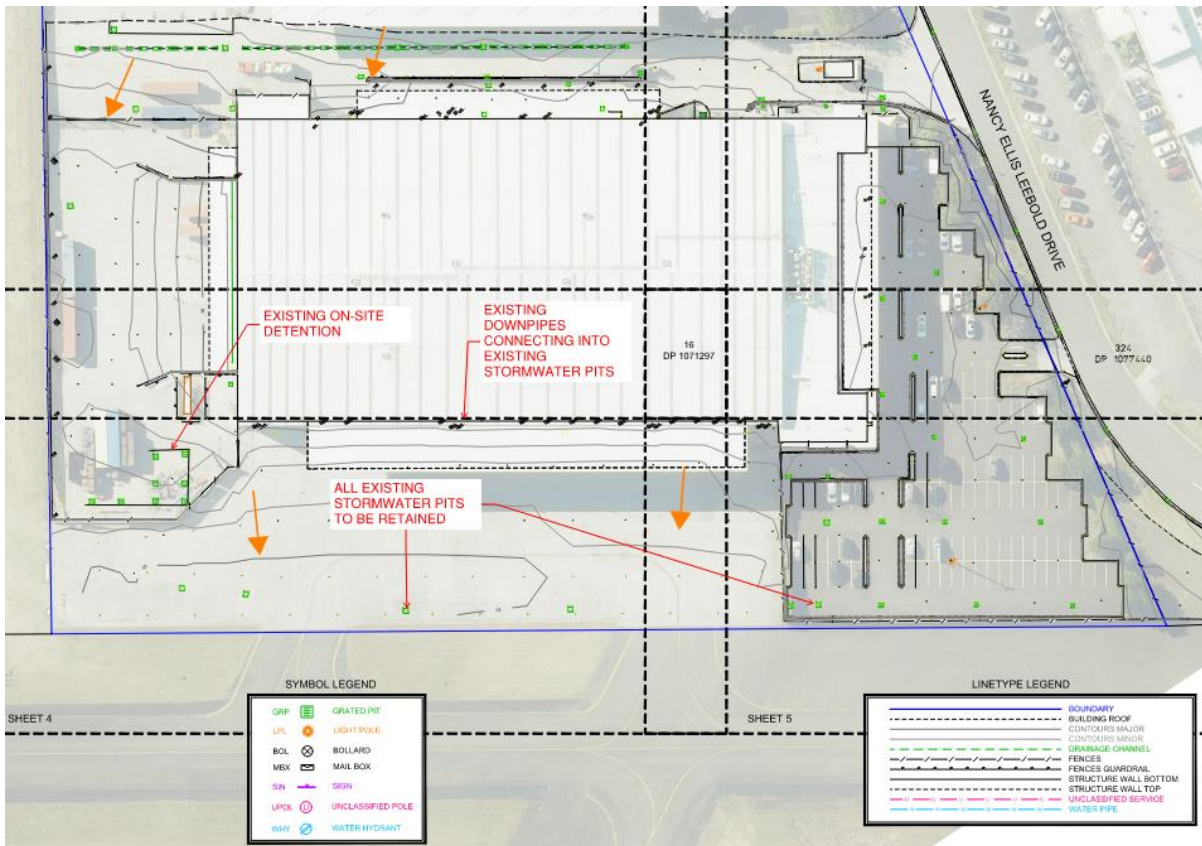 NANCY ELLIS LEEBOLD DRIVE
EXISTING ON-SITE
DETENTION
EXISTING
DOWNPIPES
CONNECTING INTO
EXISTING
STORMWATER PITS
16
DP 1071297
324
DP 1077440
ALL EXISTING
STORMWATER PITS
TO BE RETAINED
SHEET 4
SHEET 5
SYMBOL LEGEND
GRP GRATED PIT
LPL LIGHT POLE
BOL BOLLARD
MBX MAIL BOX
SIN SIGN
UPOL U UNCLASSIFIED POLE
WHY WATER HYDRANT
LINETYPE LEGEND
BOUNDARY
BUILDING ROOF
CONTOURS MAJOR
CONTOURS MINOR
DRAINAGE CHANNEL
FENCES
FENCES GUARDRAIL
STRUCTURE WALL BOTTOM
STRUCTURE WALL TOP
UNCLASSIFIED SERVICE
WATER PIPE